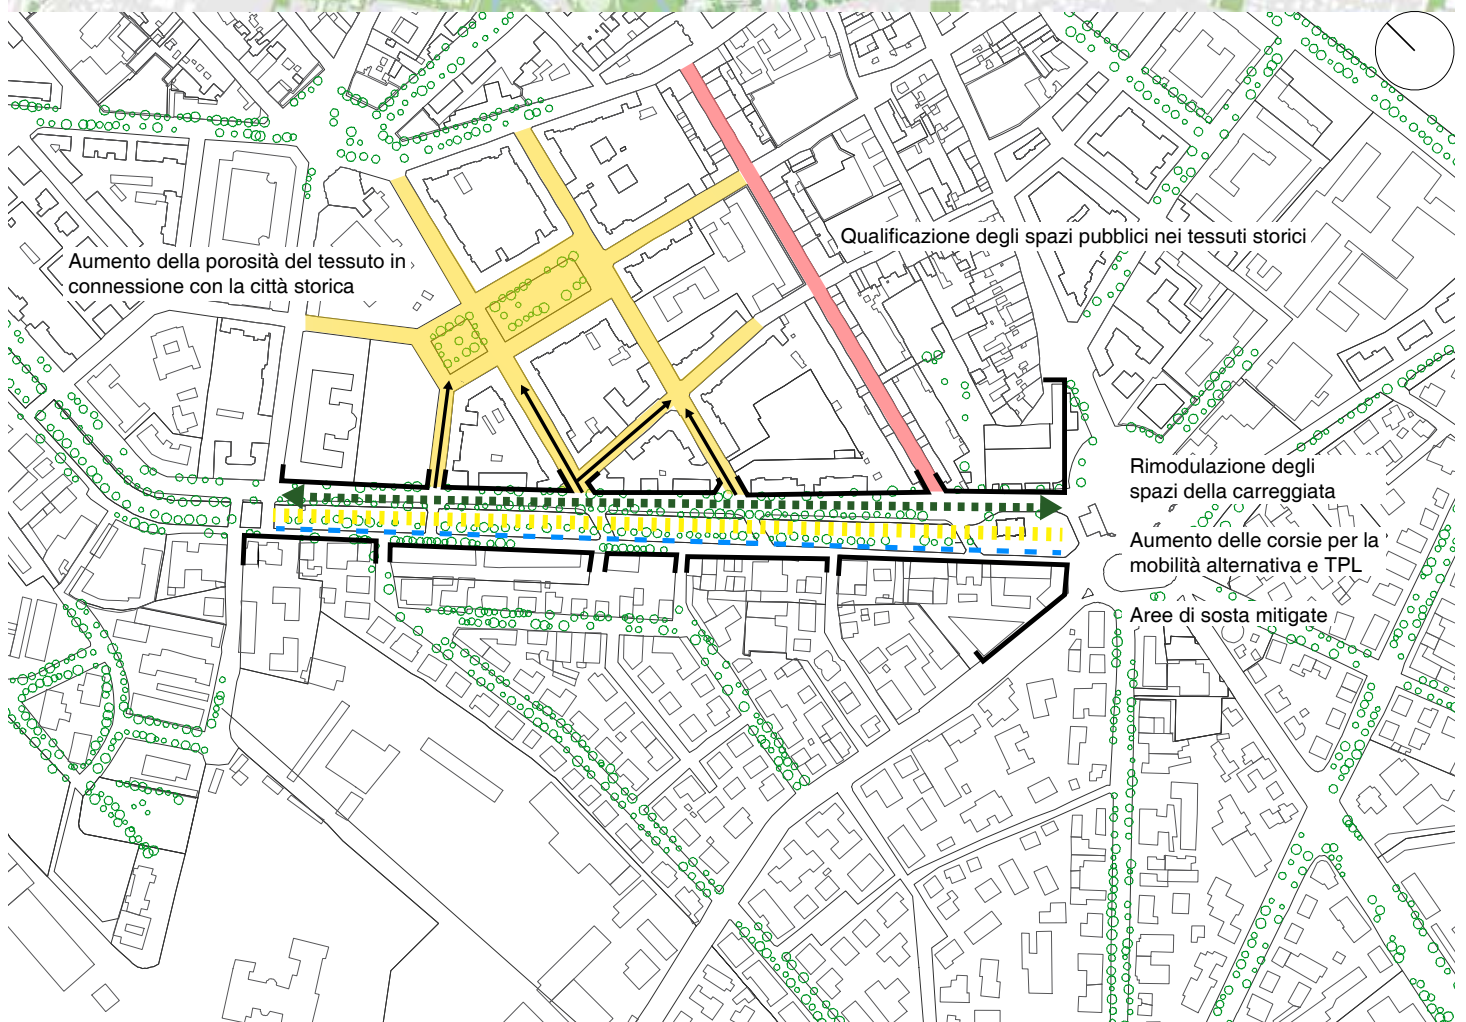 Qualificazione degli spazi pubblici nei tessuti storici
Aumento della porosità del tessuto in
connessione con la città storica
Rimodulazione degli
spazi della carreggiata
Aumento delle corsie per la
mobilità alternativa e TPL
Aree di sosta mitigate